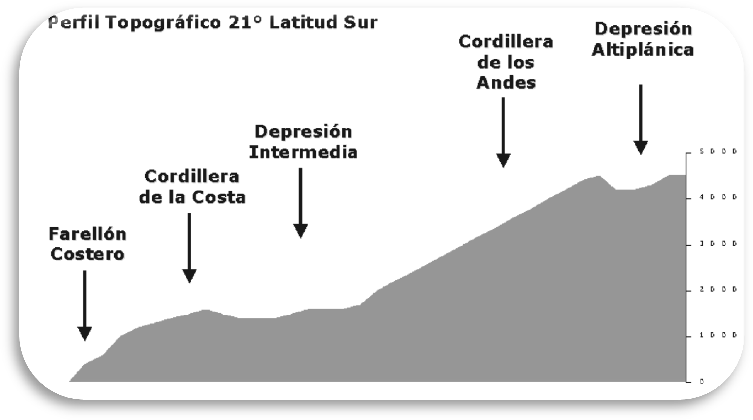 Perfil Topográfico 21° Latitud Sur
Depresión
Altiplánica
Cordillera
de los
Andes
Depresión
Intermedia
Cordillera
de la Costa
Farellón
Costero
5000
4000
3000
2000
1000
0